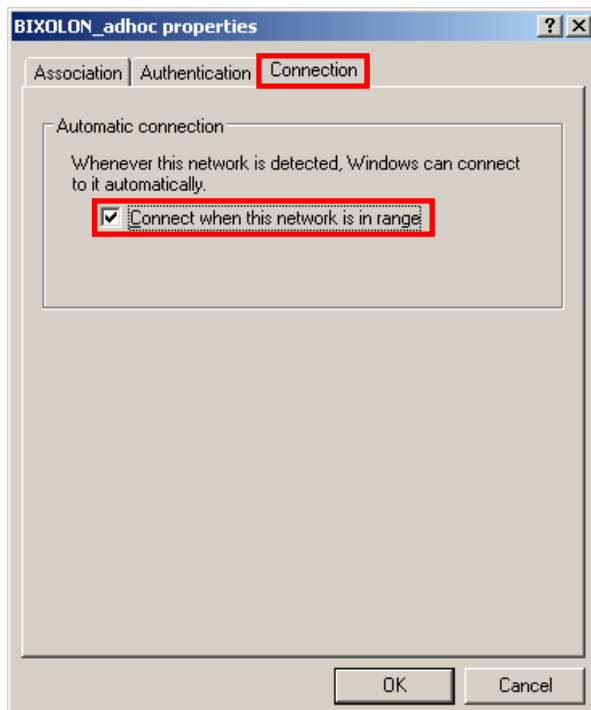 BIXOLON_adhoc properties
Association
Authentication
Connection
Automatic connection
Whenever this network is detected, Windows can connect
to it automatically.
Connect when this network is in range
OK
Cancel